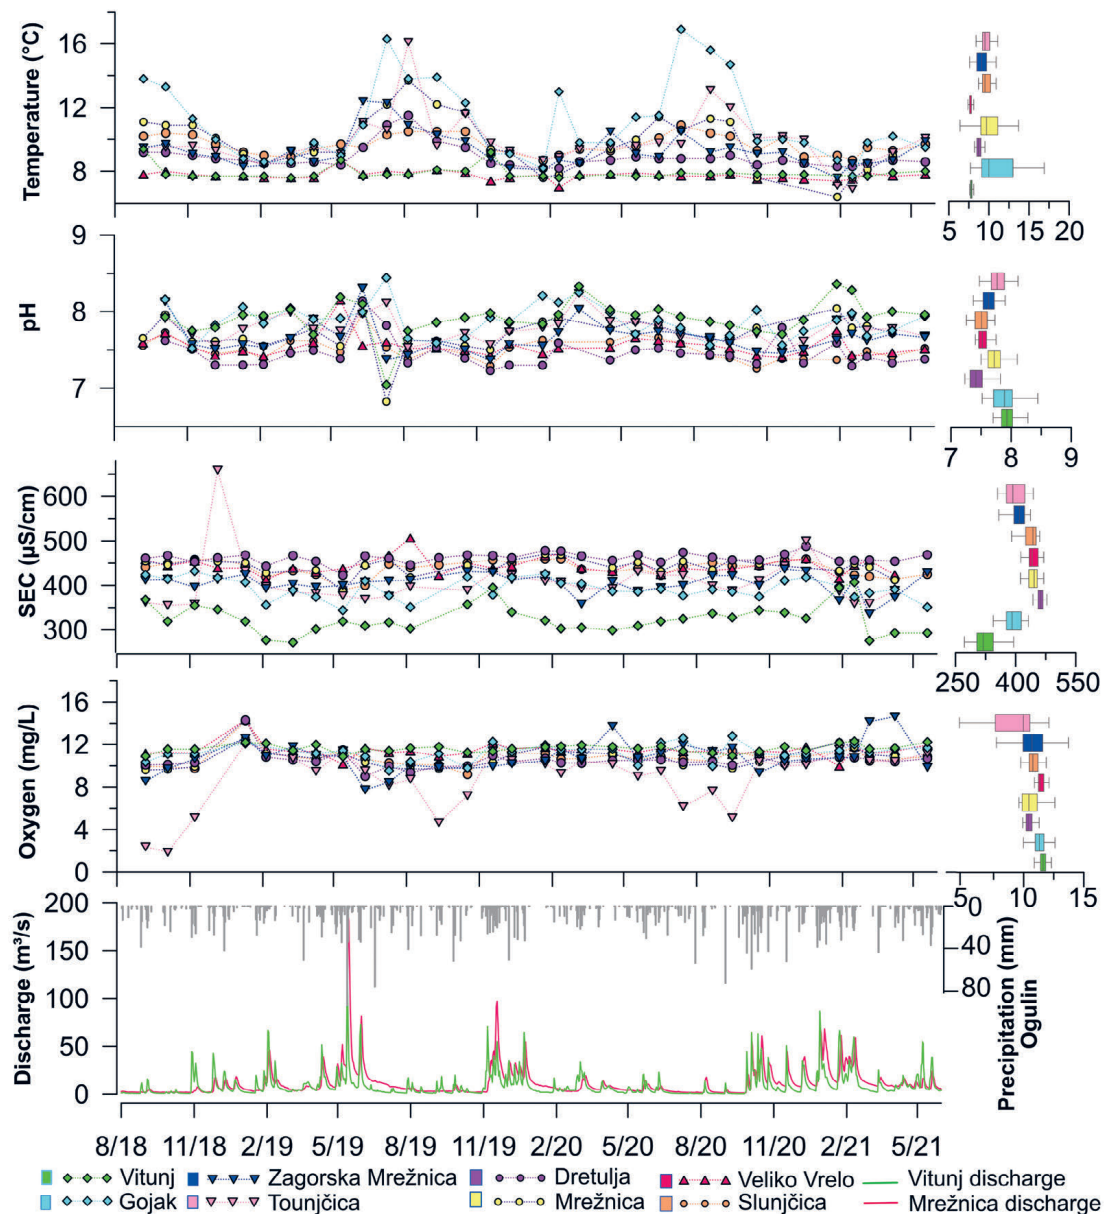 Temperature (°C)
16
12
8
5 10 15 20
pH
9
8
7
7 8 9
SEC (µS/cm)
600
500
400
300
250 400 550
Oxygen (mg/L)
16
12
8
4
0
5 10 15
Discharge (m³/s)
200
150
100
50
0
0
40
80
Precipitation (mm)
Ogulin
8/18 11/18 2/19 5/19 8/19 11/19 2/20 5/20 8/20 11/20 2/21 5/21
Vitunj Zagorska Mrežnica Dretulja Veliko Vrelo Vitunj discharge
Gojak Tounjčica Mrežnica Slunjčica Mrežnica discharge